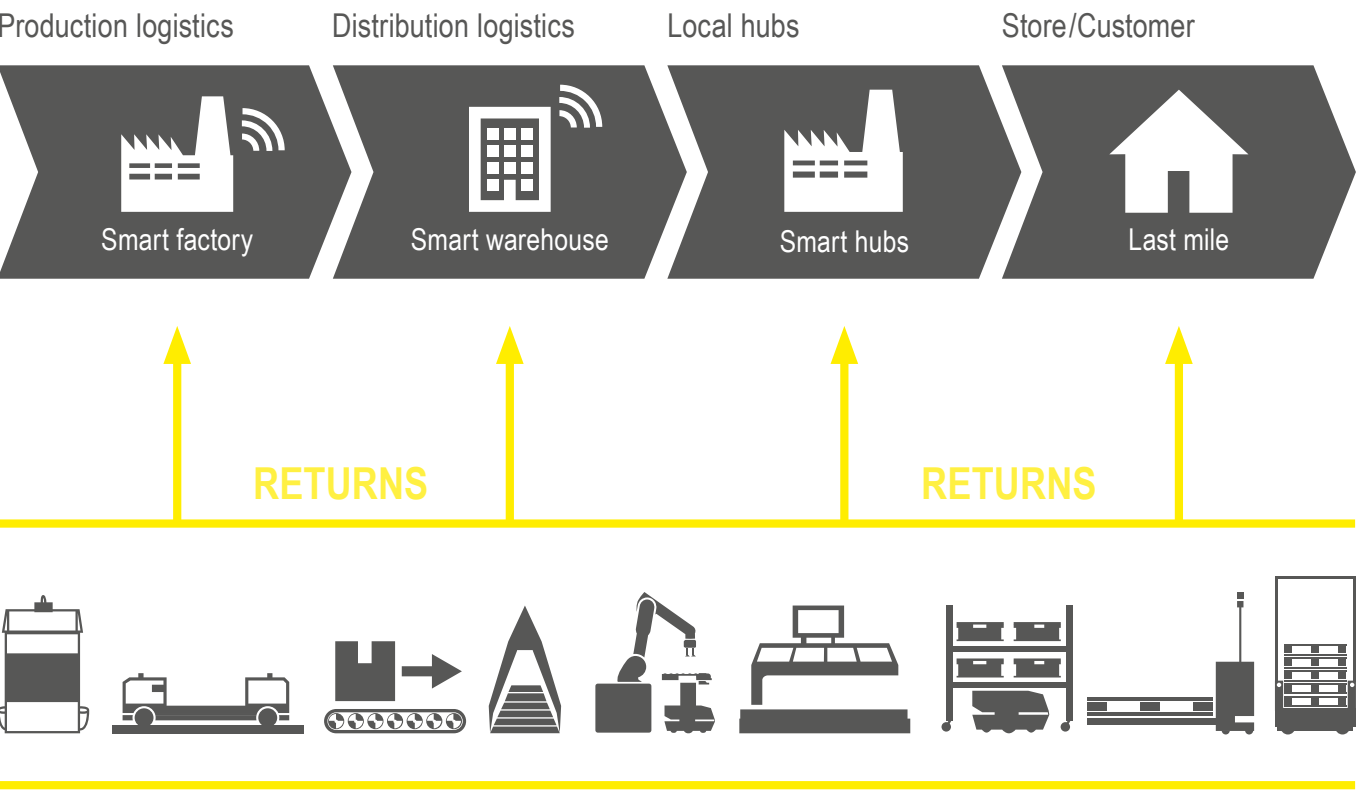 Production logistics
Distribution logistics
Local hubs
Store/Customer
Smart factory
Smart warehouse
Smart hubs
Last mile
RETURNS
RETURNS